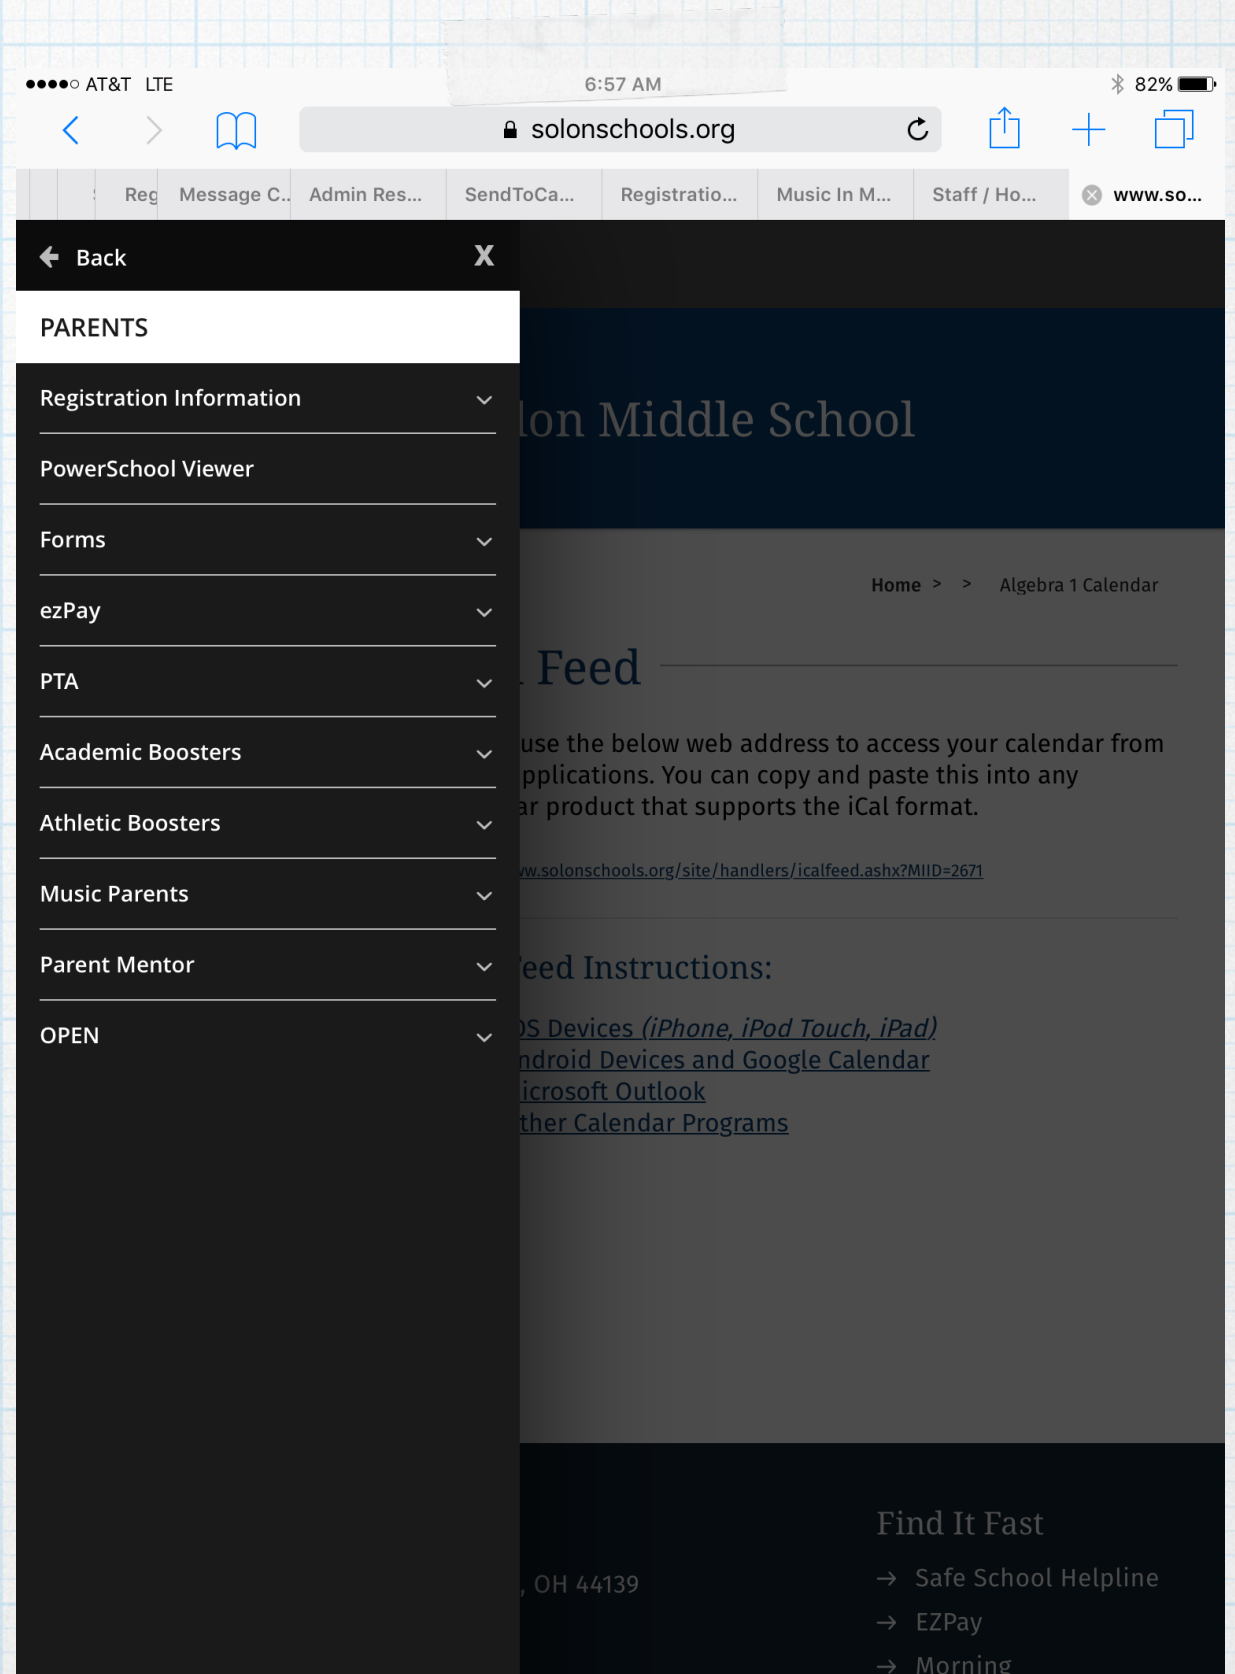 AT&T LTE
6:57 AM
82%
solonschools.org
Reg
Message C..
Admin Res...
SendToCa...
Registratio...
Music In M...
Staff / Ho...
www.so...
Back
X
PARENTS
Registration Information
PowerSchool Viewer
Forms
ezPay
PTA
Academic Boosters
Athletic Boosters
Music Parents
Parent Mentor
OPEN
lon Middle School
Home > > Algebra 1 Calendar
Feed
use the below web address to access your calendar from
pplications. You can copy and paste this into any
ar product that supports the iCal format.
ww.solonschools.org/site/handlers/icalfeed.ashx?MIID=2671
eed Instructions:
OS Devices (iPhone, iPod Touch, iPad)
ndroid Devices and Google Calendar
icrosoft Outlook
ther Calendar Programs
, OH 44139
Find It Fast
→ Safe School Helpline
→ EZPay
→ Morning